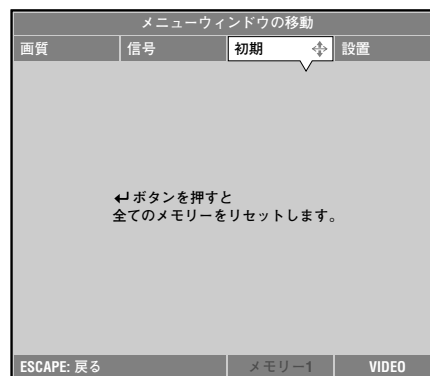 メニューウィンドウの移動
画質 信号 初期 設置
↵ボタンを押すと
全てのメモリーをリセットします。
ESCAPE: 戻る メモリー1 VIDEO